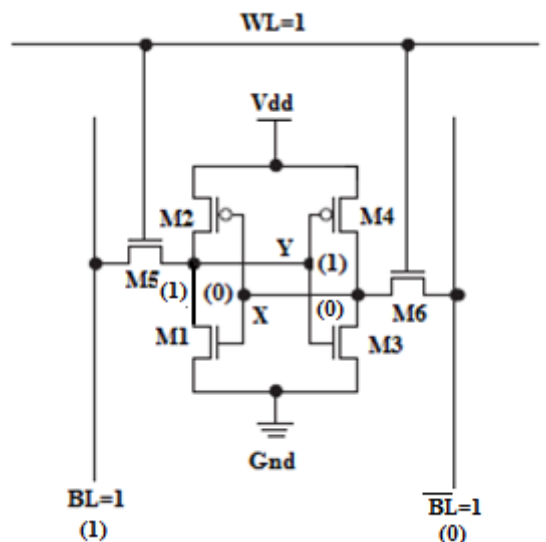 WL=1
Vdd
M2
M4
Y
(1)
M5
(1)
(0)
X
(0)
M6
M1
M3
Gnd
BL=1
(1)
B̅L̅=1
(0)